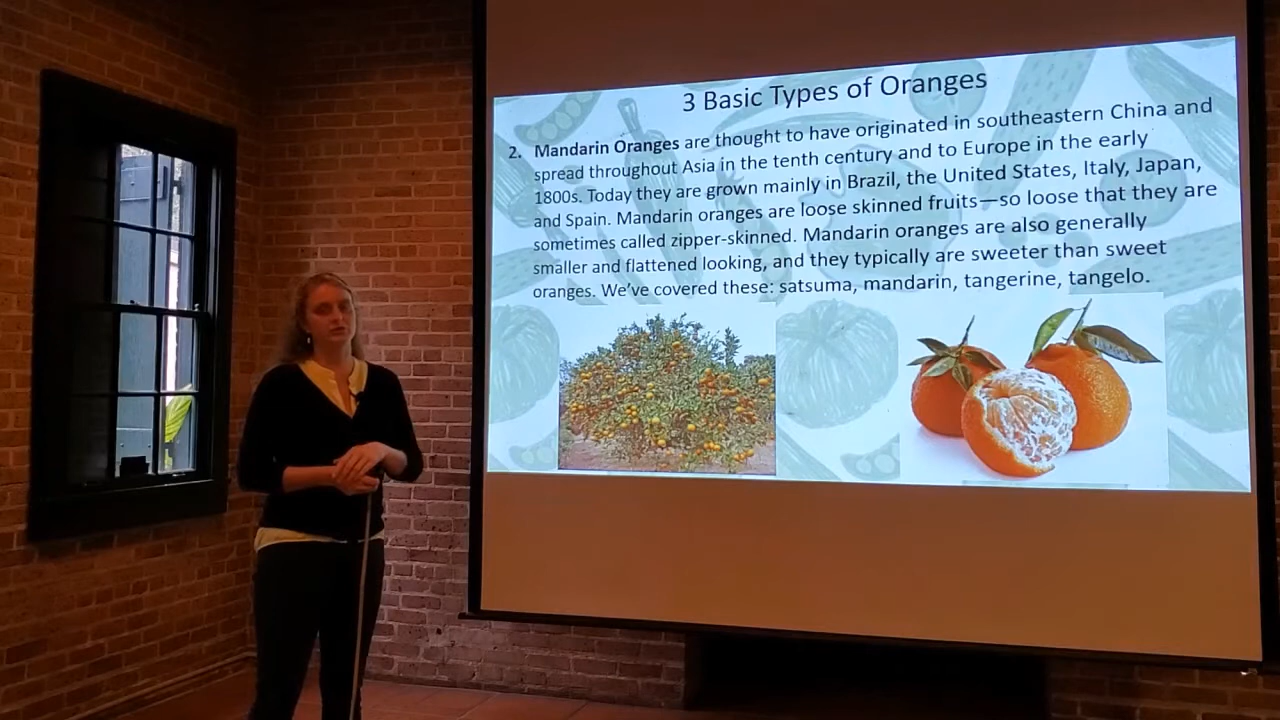 3 Basic Types of Oranges
2. Mandarin Oranges are thought to have originated in southeastern China and
spread throughout Asia in the tenth century and to Europe in the early
1800s. Today they are grown mainly in Brazil, the United States, Italy, Japan,
and Spain. Mandarin oranges are loose skinned fruits—so loose that they are
sometimes called zipper-skinned. Mandarin oranges are also generally
smaller and flattened looking, and they typically are sweeter than sweet
oranges. We've covered these: satsuma, mandarin, tangerine, tangelo.